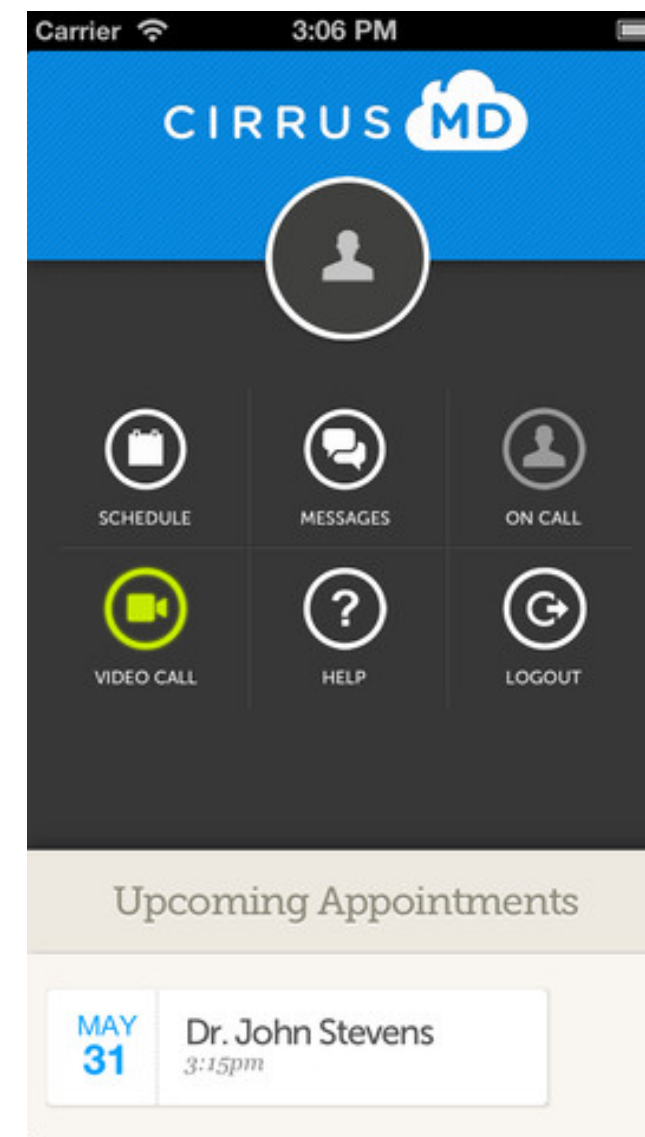 Carrier 3:06 PM
CIRRUS MD
SCHEDULE MESSAGES ON CALL
?
VIDEO CALL HELP LOGOUT
Upcoming Appointments
MAY
31
Dr. John Stevens
3:15pm